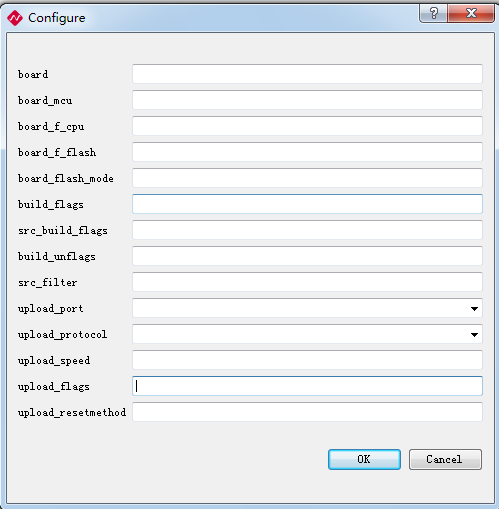 Configure
board
board_mcu
board_f_cpu
board_f_flash
board_flash_mode
build_flags
src_build_flags
build_unflags
src_filter
upload_port
upload_protocol
upload_speed
upload_flags
upload_resetmethod
OK Cancel